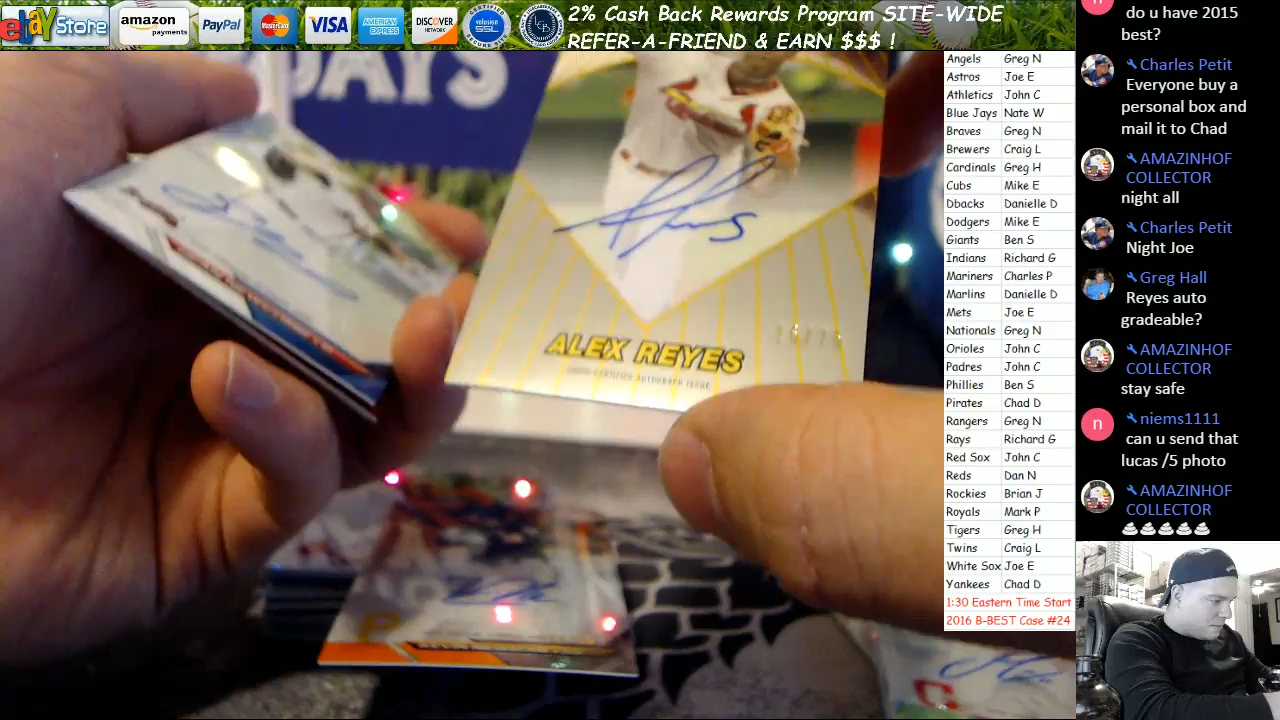 ebay Store
amazon payments
PayPal
MasterCard
VISA
AMERICAN EXPRESS
DISCOVER NETWORK
volusion SSL
2% Cash Back Rewards Program SITE-WIDE
REFER-A-FRIEND & EARN $$$ !
DAYS
ALEX REYES
Angels Greg N
Astros Joe E
Athletics John C
Blue Jays Nate W
Braves Greg N
Brewers Craig L
Cardinals Greg H
Cubs Mike E
Dbacks Danielle D
Dodgers Mike E
Giants Ben S
Indians Richard G
Mariners Charles P
Marlins Danielle D
Mets Joe E
Nationals Greg N
Orioles John C
Padres John C
Phillies Ben S
Pirates Chad D
Rangers Greg N
Rays Richard G
Red Sox John C
Reds Dan N
Rockies Brian J
Royals Mark P
Tigers Greg H
Twins Craig L
White Sox Joe E
Yankees Chad D
1:30 Eastern Time Start
2016 B-BEST Case #24
n
do u have 2015
best?
Charles Petit
Everyone buy a
personal box and
mail it to Chad
AMAZINHOF
COLLECTOR
night all
Charles Petit
Night Joe
Greg Hall
Reyes auto
gradeable?
AMAZINHOF
COLLECTOR
stay safe
n
niems1111
can u send that
lucas /5 photo
AMAZINHOF
COLLECTOR
💩💩💩💩💩